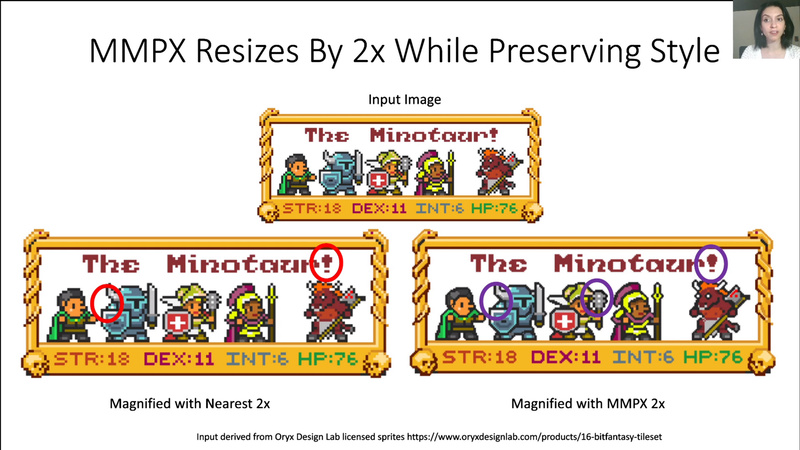 MMPX Resizes By 2x While Preserving Style
Input Image
The Minotaur!
STR:18 DEX:11 INT:6 HP:76
The Minotaur!
STR:18 DEX:11 INT:6 HP:76
The Minotaur!
STR:18 DEX:11 INT:6 HP:76
Magnified with Nearest 2x
Magnified with MMPX 2x
Input derived from Oryx Design Lab licensed sprites https://www.oryxdesignlab.com/products/16-bitfantasy-tileset